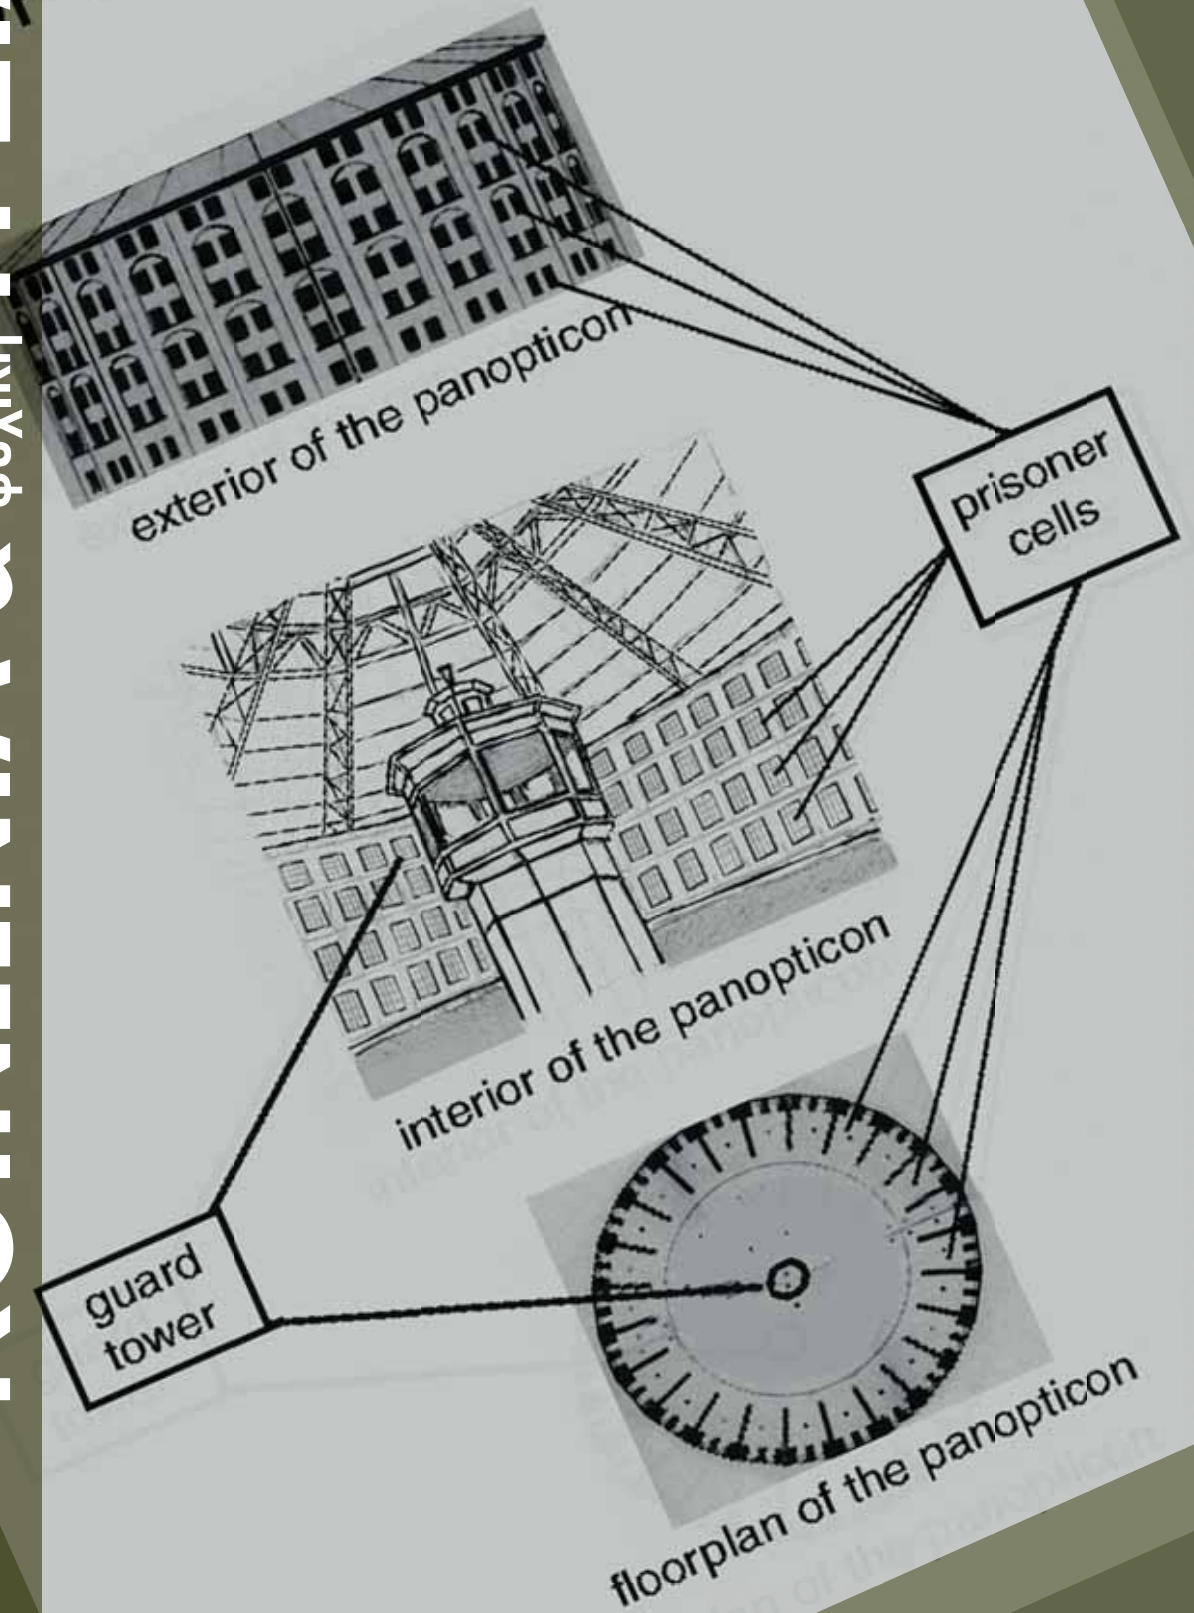 exterior of the panopticon
prisoner
cells
interior of the panopticon
guard
tower
floorplan of the panopticon